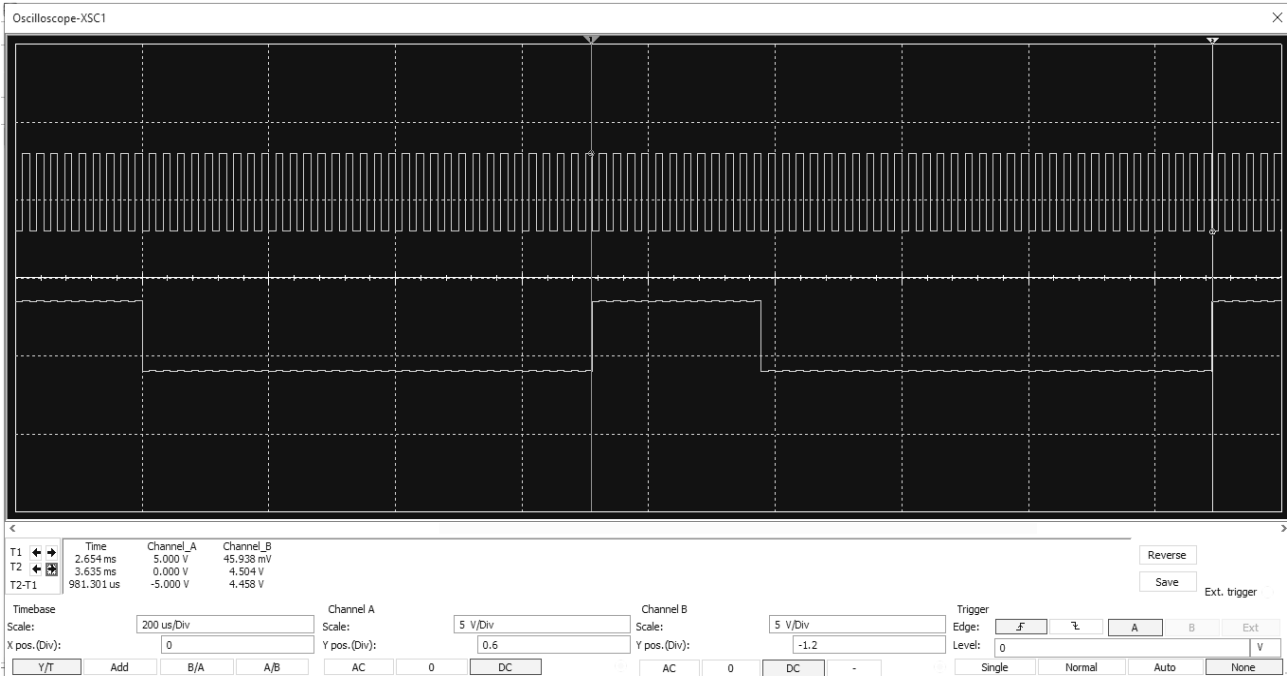 Oscilloscope-XSC1
T1
T2
T2-T1
Time Channel_A Channel_B
2.654 ms 5.000 V 45.938 mV
3.635 ms 0.000 V 4.504 V
981.301 us -5.000 V 4.458 V
Reverse
Save
Ext. trigger
Timebase
Scale: 200 us/Div
X pos.(Div): 0
Y/T Add B/A A/B
Channel A
Scale: 5 V/Div
Y pos.(Div): 0.6
AC 0 DC
Channel B
Scale: 5 V/Div
Y pos.(Div): -1.2
AC 0 DC -
Trigger
Edge: A B Ext
Level: 0 V
Single Normal Auto None